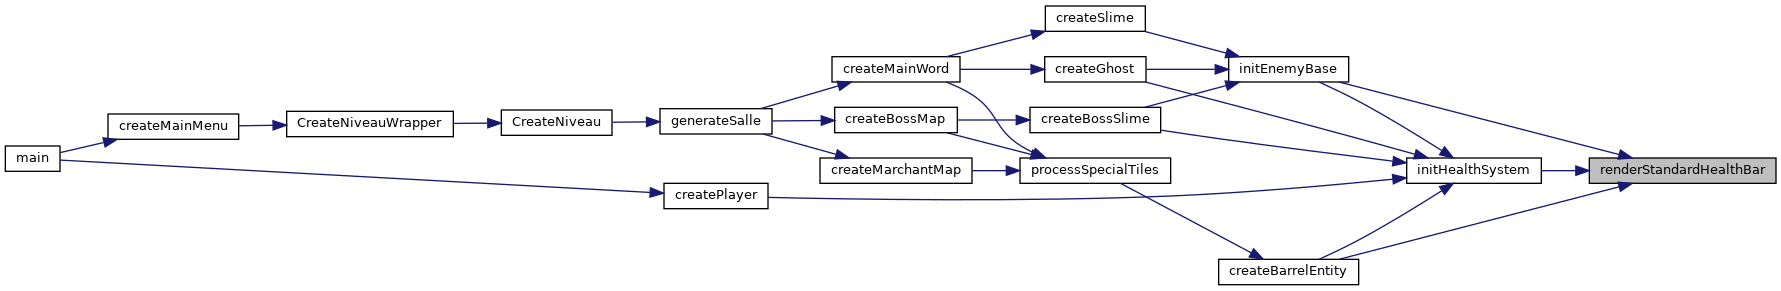 main
createMainMenu
CreateNiveauWrapper
CreateNiveau
generateSalle
createPlayer
createMainWord
createBossMap
createMarchantMap
createSlime
createGhost
createBossSlime
processSpecialTiles
initEnemyBase
initHealthSystem
createBarrelEntity
renderStandardHealthBar